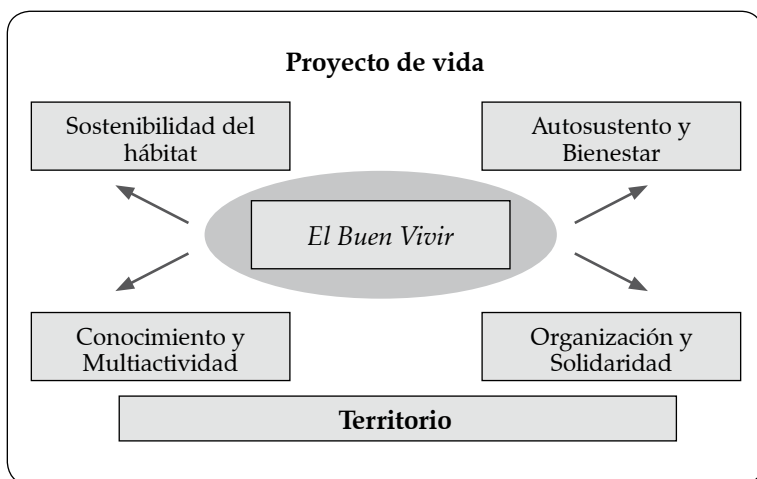 Proyecto de vida
Sostenibilidad del
hábitat
Autosustento y
Bienestar
El Buen Vivir
Conocimiento y
Multiactividad
Organización y
Solidaridad
Territorio